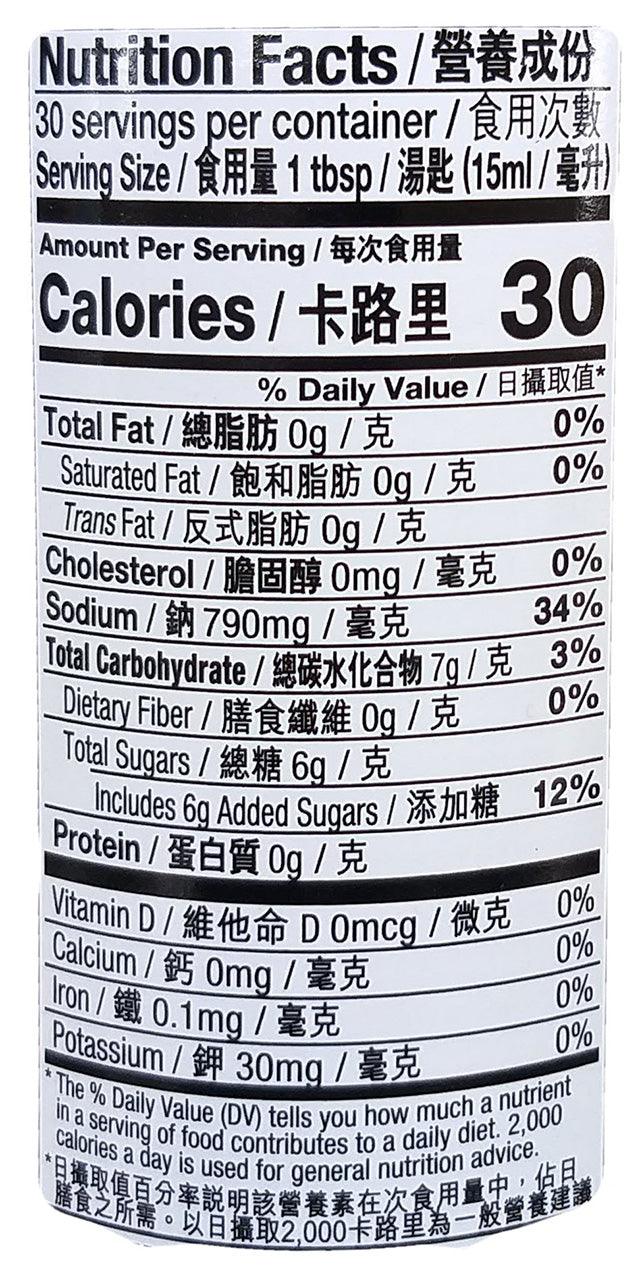 Nutrition Facts / 營養成份
30 servings per container / 食用次數
Serving Size / 食用量 1 tbsp / 湯匙 (15ml / 毫升)
Amount Per Serving / 每次食用量
Calories / 卡路里 30
% Daily Value / 日攝取值*
Total Fat / 總脂肪 0g / 克 0%
Saturated Fat / 飽和脂肪 0g / 克 0%
Trans Fat / 反式脂肪 0g / 克
Cholesterol / 膽固醇 0mg / 毫克 0%
Sodium / 鈉 790mg / 毫克 34%
Total Carbohydrate / 總碳水化合物 7g / 克 3%
Dietary Fiber / 膳食纖維 0g / 克 0%
Total Sugars / 總糖 6g / 克
Includes 6g Added Sugars / 添加糖 12%
Protein / 蛋白質 0g / 克
Vitamin D / 維他命 D 0mcg / 微克 0%
Calcium / 鈣 0mg / 毫克 0%
Iron / 鐵 0.1mg / 毫克 0%
Potassium / 鉀 30mg / 毫克 0%
* The % Daily Value (DV) tells you how much a nutrient
in a serving of food contributes to a daily diet. 2,000
calories a day is used for general nutrition advice.
*日攝取值百分率説明該營養素在次食用量中，佔日
膳食之所需。以日攝取2,000卡路里為一般營養建議